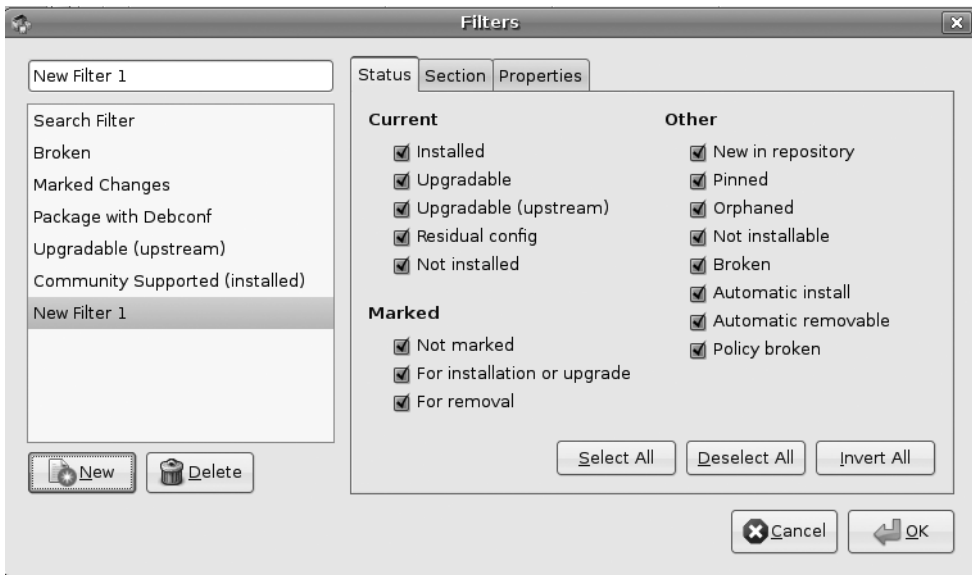 Filters
New Filter 1
Search Filter
Broken
Marked Changes
Package with Debconf
Upgradable (upstream)
Community Supported (installed)
New Filter 1
New
Delete
Status
Section
Properties
Current
Installed
Upgradable
Upgradable (upstream)
Residual config
Not installed
Marked
Not marked
For installation or upgrade
For removal
Other
New in repository
Pinned
Orphaned
Not installable
Broken
Automatic install
Automatic removable
Policy broken
Select All
Deselect All
Invert All
Cancel
OK